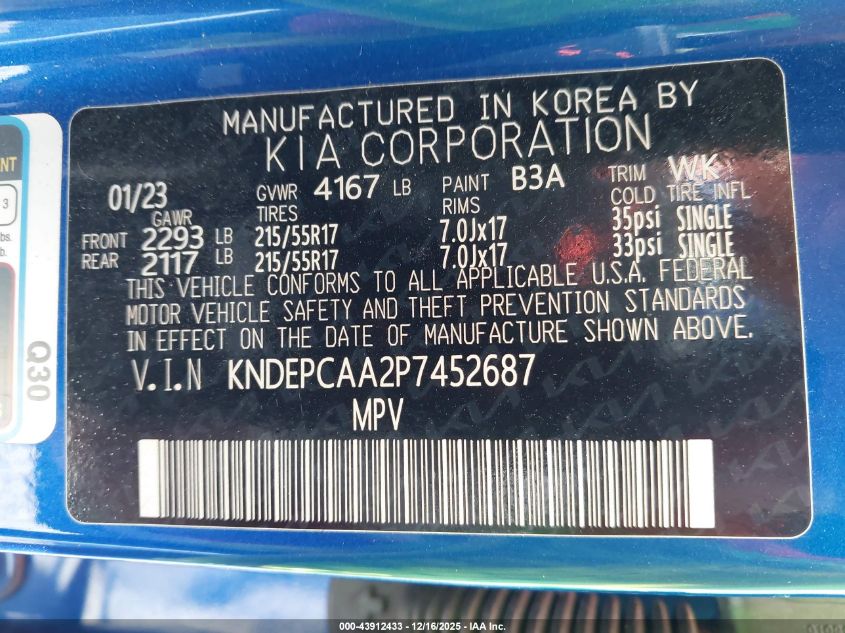 MANUFACTURED IN KOREA BY
KIA CORPORATION
01/23 GVWR 4167 LB PAINT B3A TRIM WK
GAWR TIRES RIMS COLD TIRE INFL
FRONT 2293 LB 215/55R17 7.0Jx17 35psi SINGLE
REAR 2117 LB 215/55R17 7.0Jx17 33psi SINGLE
THIS VEHICLE CONFORMS TO ALL APPLICABLE U.S.A. FEDERAL
MOTOR VEHICLE SAFETY AND THEFT PREVENTION STANDARDS
IN EFFECT ON THE DATE OF MANUFACTURE SHOWN ABOVE.
V.I.N KNDEPCAA2P7452687
MPV
Q30
000-43912433 - 12/16/2025 - IAA Inc.